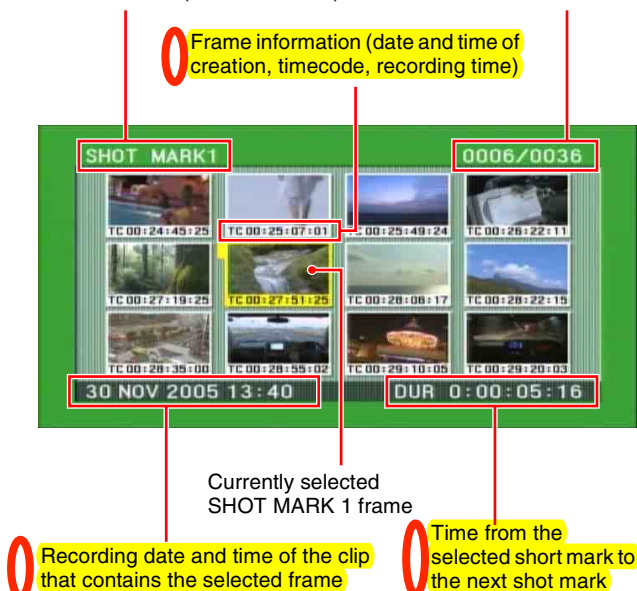 Frame information (date and time of
creation, timecode, recording time)
SHOT MARK1
0006/0036
TC 00:24:45:25
TC 00:25:07:01
TC 00:25:49:24
TC 00:26:22:11
TC 00:27:19:25
TC 00:27:51:25
TC 00:28:08:17
TC 00:28:22:15
TC 00:28:35:00
TC 00:28:55:02
TC 00:29:10:05
TC 00:29:20:03
30 NOV 2005 13:40
DUR 0:00:05:16
Currently selected
SHOT MARK 1 frame
Recording date and time of the clip
that contains the selected frame
Time from the
selected short mark to
the next shot mark